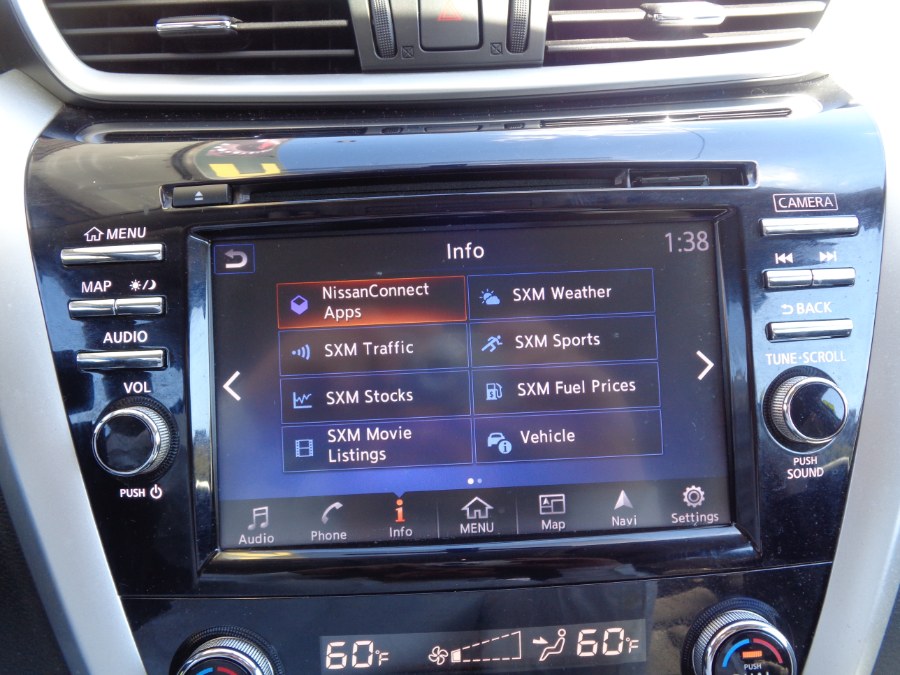 CAMERA
MENU
MAP
AUDIO
VOL
PUSH
BACK
TUNE·SCROLL
PUSH
SOUND
Info
1:38
NissanConnect
Apps
SXM Weather
SXM Traffic
SXM Sports
SXM Stocks
SXM Fuel Prices
SXM Movie
Listings
Vehicle
Audio
Phone
Info
MENU
Map
Navi
Settings
60°F
60°F